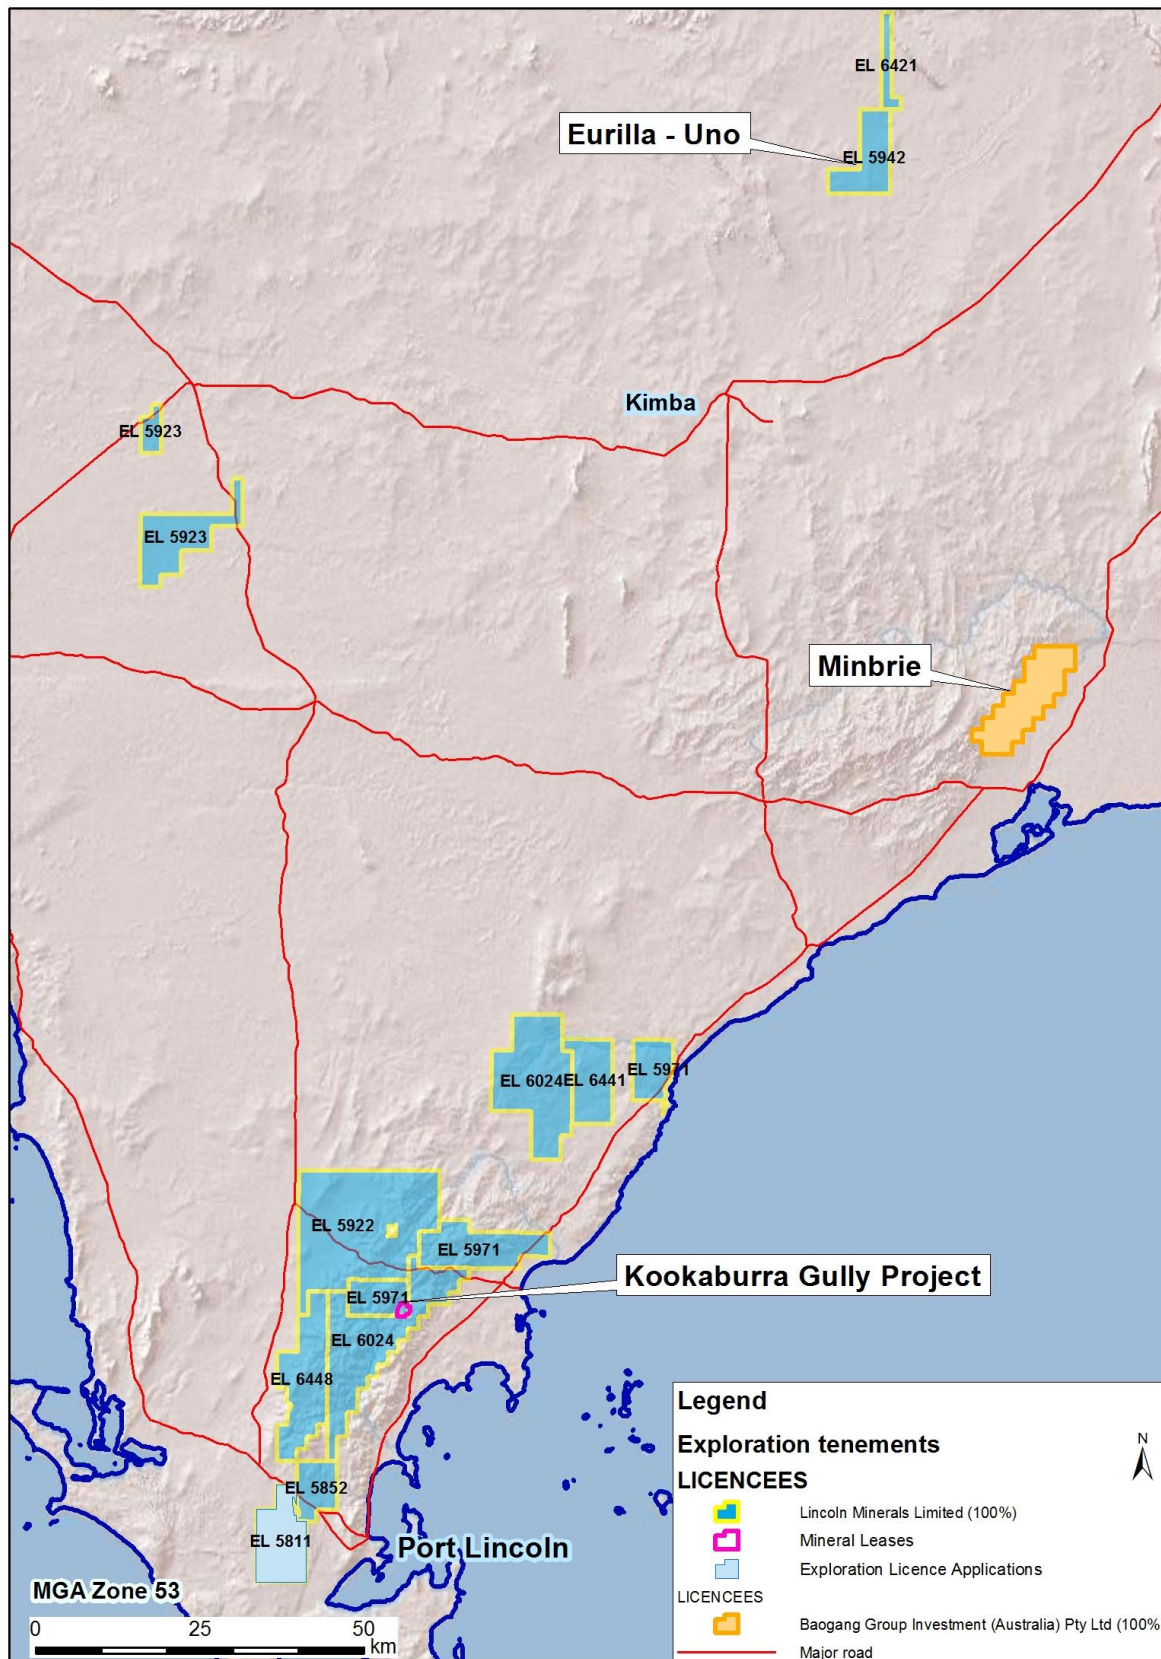 EL 6421
Eurilla - Uno
EL 5942
Kimba
EL 5923
EL 5923
Minbrie
EL 5971
EL 6024
EL 6441
EL 5922
EL 5971
Kookaburra Gully Project
EL 5971
EL 6024
EL 6448
EL 5852
EL 5811
Port Lincoln
MGA Zone 53
0 25 50
km
Legend
Exploration tenements
N
LICENCEES
Lincoln Minerals Limited (100%)
Mineral Leases
Exploration Licence Applications
LICENCEES
Baogang Group Investment (Australia) Pty Ltd (100%
Major road